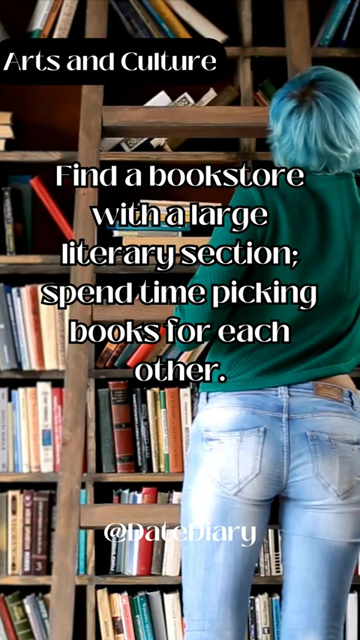 Arts and Culture
Find a bookstore
with a large
literary section;
spend time picking
books for each
other.
@DateDiary